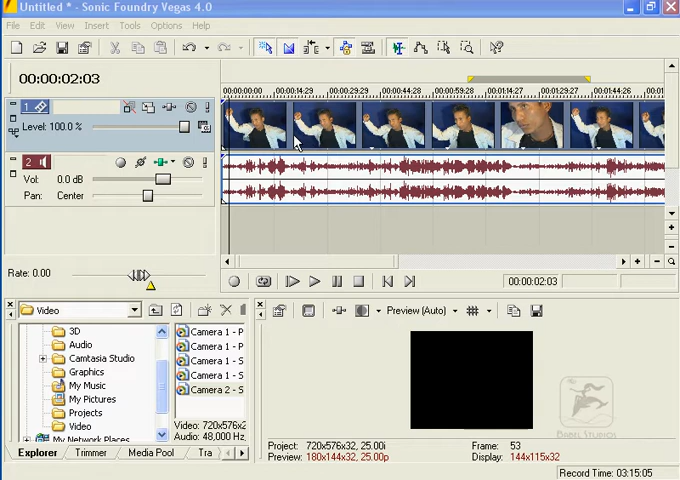 Untitled * - Sonic Foundry Vegas 4.0
File Edit View Insert Tools Options Help
00:00:02:03
00:00:00:00 00:00:14:29 00:00:29:29 00:00:44:28 00:00:59:28 00:01:14:27 00:01:29:27 00:01:44:26
1
Level: 100.0 %
2
Vol: 0.0 dB
Pan: Center
Rate: 0.00
00:00:02:03
Video
Preview (Auto)
3D
Audio
Camtasia Studio
Graphics
My Music
My Pictures
Projects
Video
My Network Places
Camera 1 - P
Camera 1 - P
Camera 1 - S
Camera 1 - S
Camera 2 - S
Video: 720x576x2
Audio: 48,000 Hz,
Explorer Trimmer Media Pool Tra
BABEL STUDIOS
Project: 720x576x32, 25.00i
Preview: 180x144x32, 25.00p
Frame: 53
Display: 144x115x32
Record Time: 03:15:05